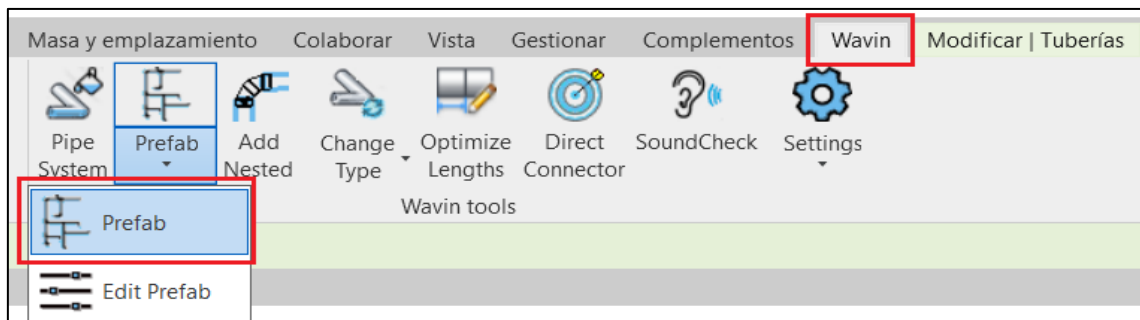 Masa y emplazamiento Colaborar Vista Gestionar Complementos Wavin Modificar | Tuberías
Pipe Prefab Add Change Optimize Direct SoundCheck Settings
System Nested Type Lengths Connector
Wavin tools
Prefab
Edit Prefab